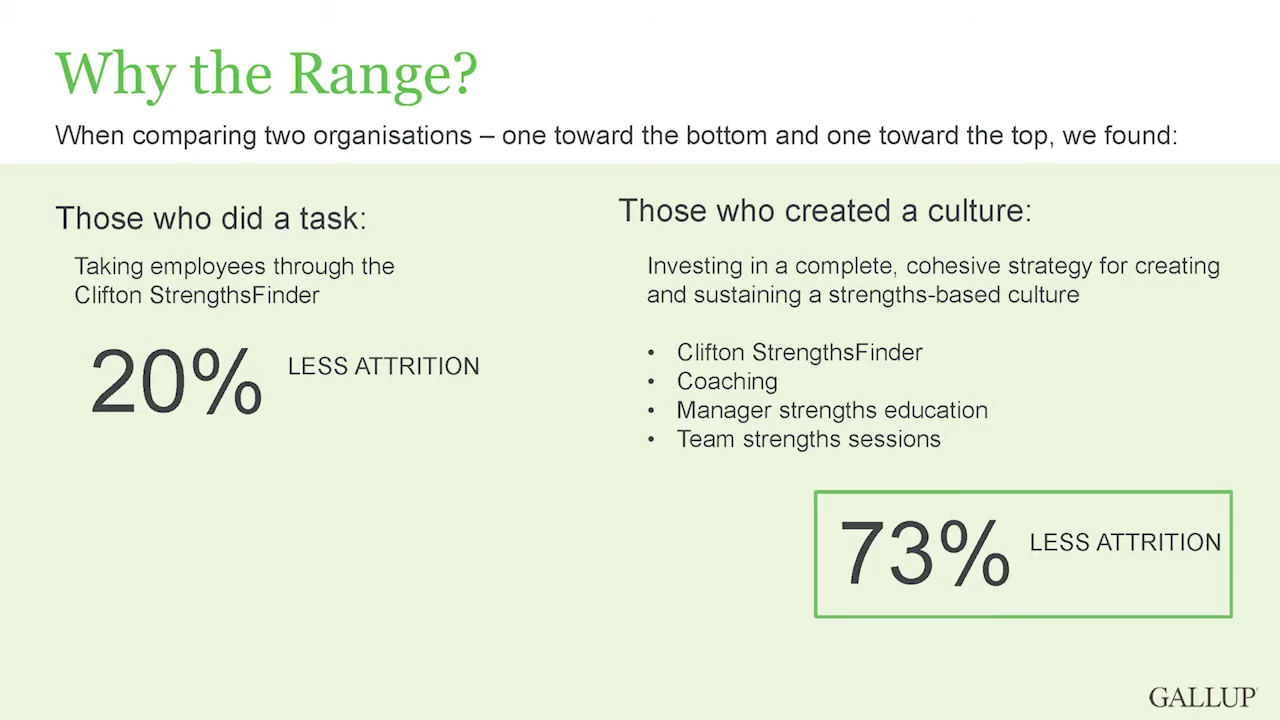 Why the Range?
When comparing two organisations – one toward the bottom and one toward the top, we found:
Those who did a task:
Taking employees through the
Clifton StrengthsFinder
20% LESS ATTRITION
Those who created a culture:
Investing in a complete, cohesive strategy for creating
and sustaining a strengths-based culture
• Clifton StrengthsFinder
• Coaching
• Manager strengths education
• Team strengths sessions
73% LESS ATTRITION
GALLUP